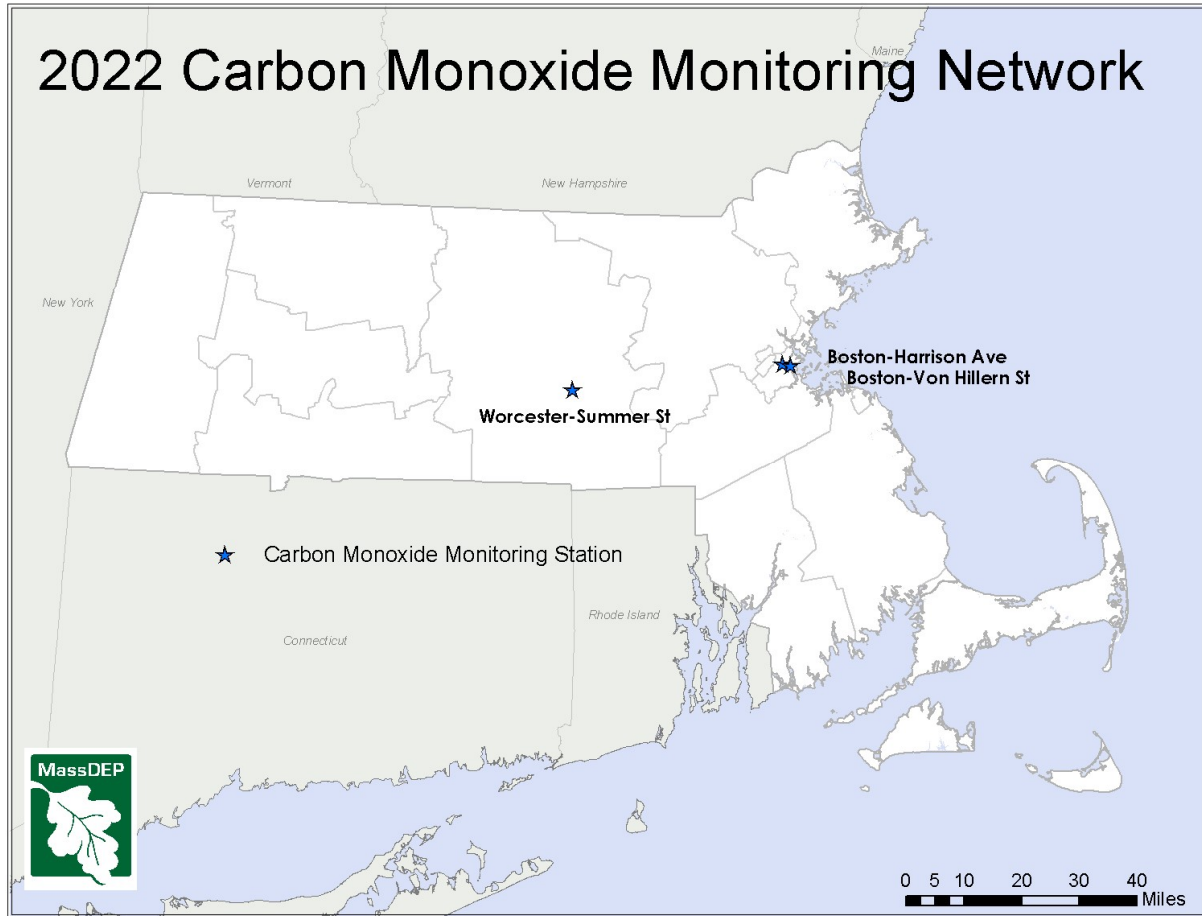 2022 Carbon Monoxide Monitoring Network
Maine
Vermont
New Hampshire
New York
Boston-Harrison Ave
Boston-Von Hillern St
Worcester-Summer St
Carbon Monoxide Monitoring Station
Rhode Island
Connecticut
MassDEP
0 5 10 20 30 40
Miles